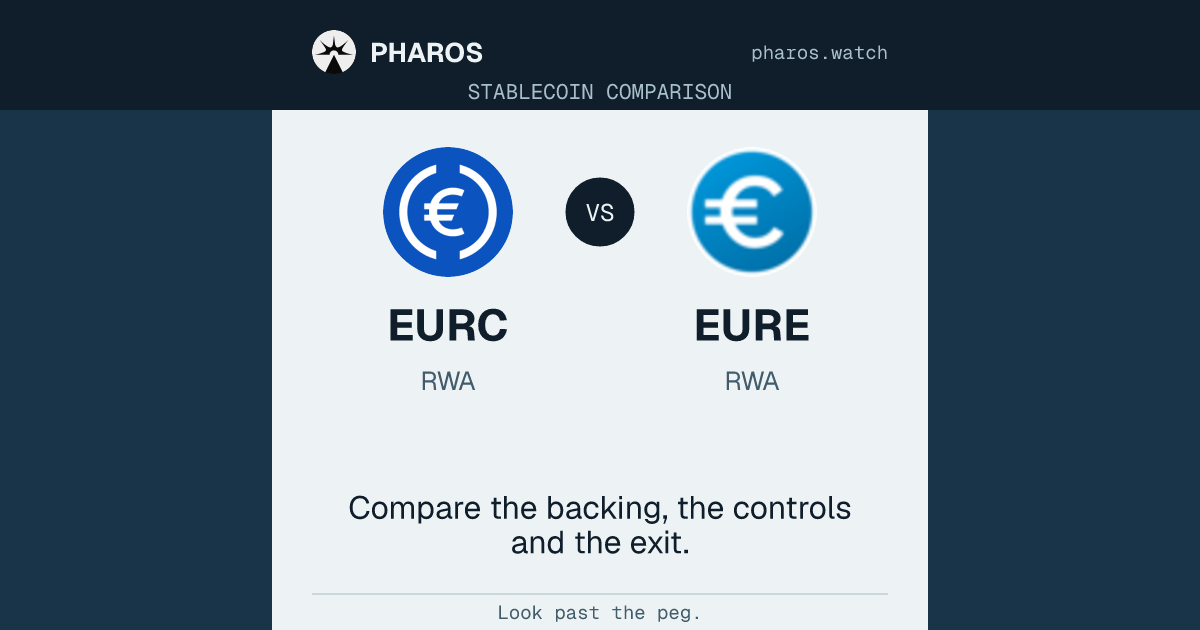 PHAROS
pharos.watch
STABLECOIN COMPARISON
€
VS
€
EURC
EURE
RWA
RWA
Compare the backing, the controls
and the exit.
Look past the peg.